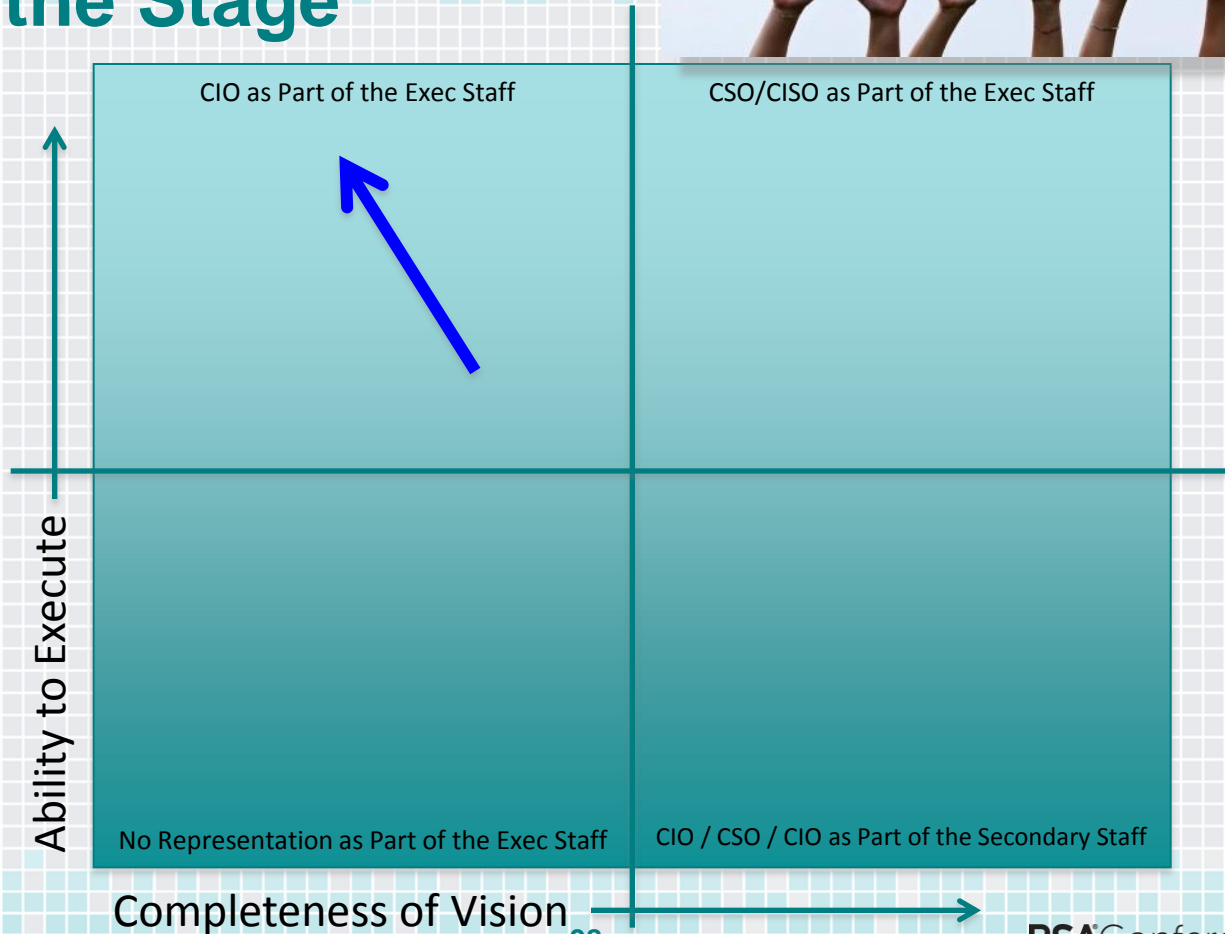 the Stage
CIO as Part of the Exec Staff
CSO/CISO as Part of the Exec Staff
Ability to Execute
No Representation as Part of the Exec Staff
CIO / CSO / CIO as Part of the Secondary Staff
Completeness of Vision